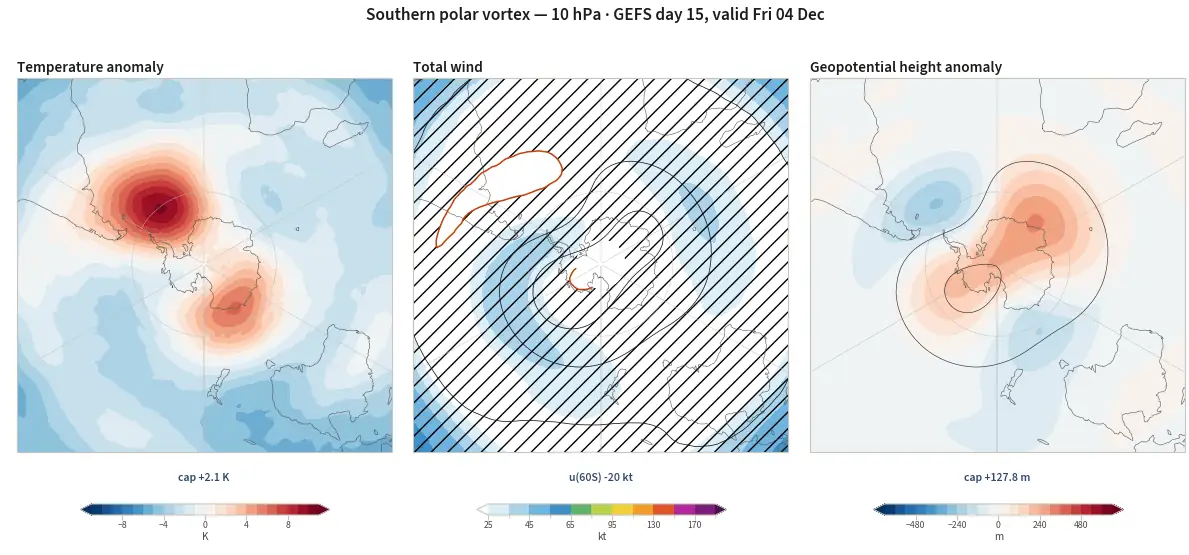 Southern polar vortex — 10 hPa · GEFS day 15, valid Fri 04 Dec
Temperature anomaly
Total wind
Geopotential height anomaly
cap +2.1 K
u(60S) -20 kt
cap +127.8 m
−8 −4 0 4 8
K
25 45 65 95 130 170
kt
−480 −240 0 240 480
m